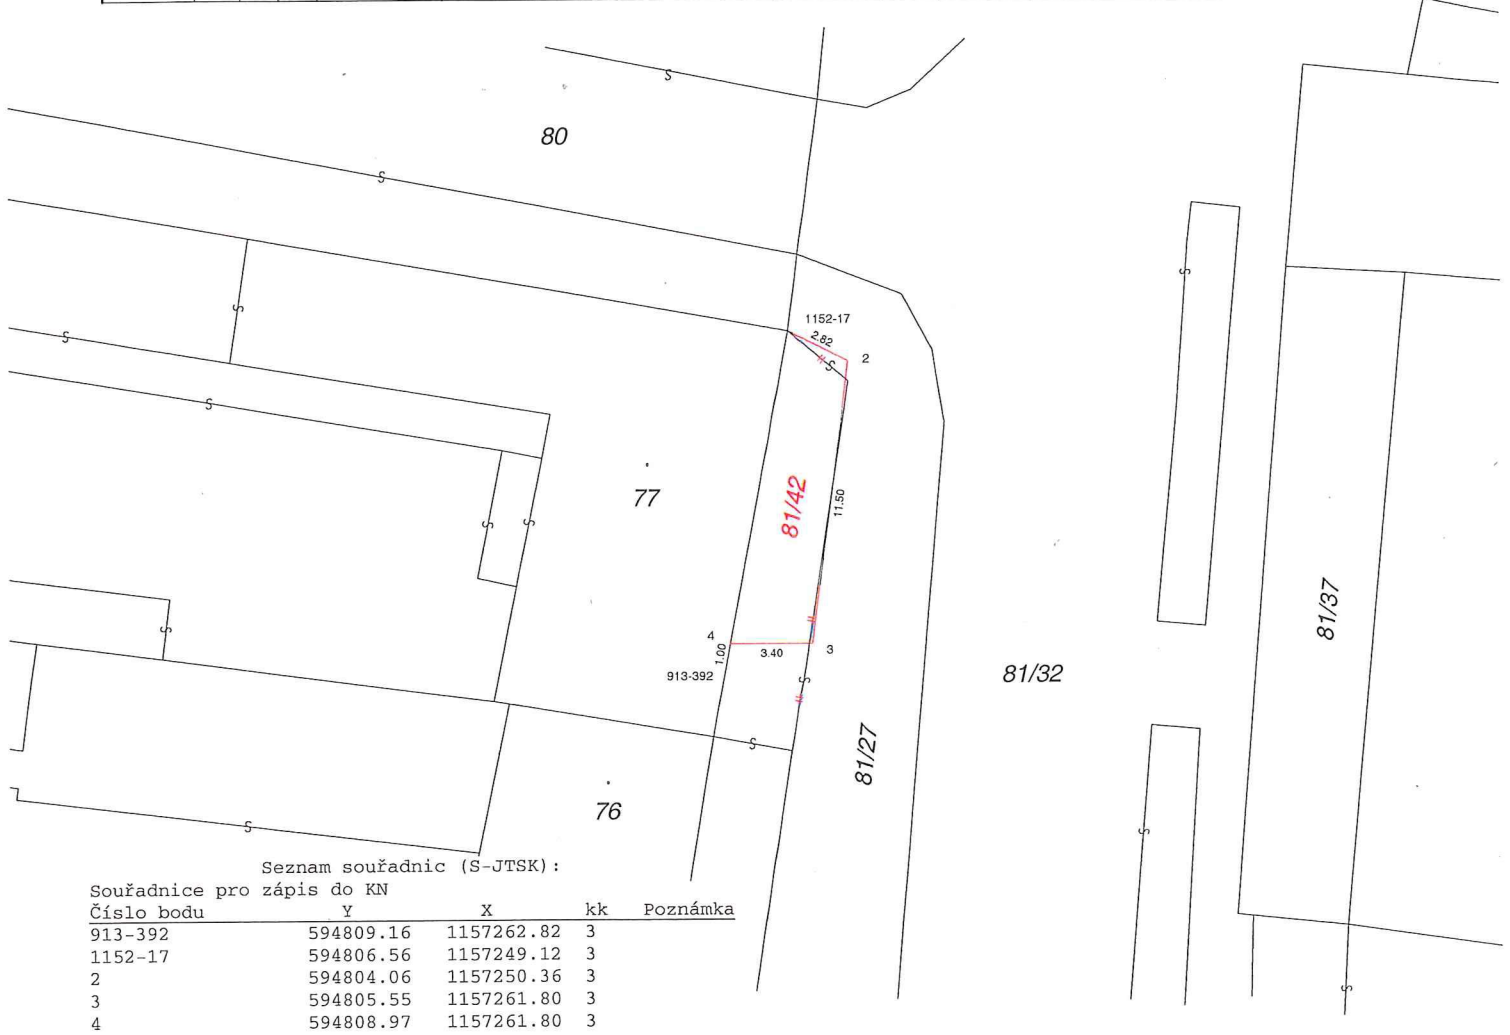 80
1152-17
2.82
2
77
81/42
11.50
81/37
4
3.40
3
1.00
913-392
81/32
81/27
76
Seznam souřadnic (S-JTSK):
Souřadnice pro zápis do KN
Číslo bodu Y X kk Poznámka
913-392 594809.16 1157262.82 3
1152-17 594806.56 1157249.12 3
2 594804.06 1157250.36 3
3 594805.55 1157261.80 3
4 594808.97 1157261.80 3